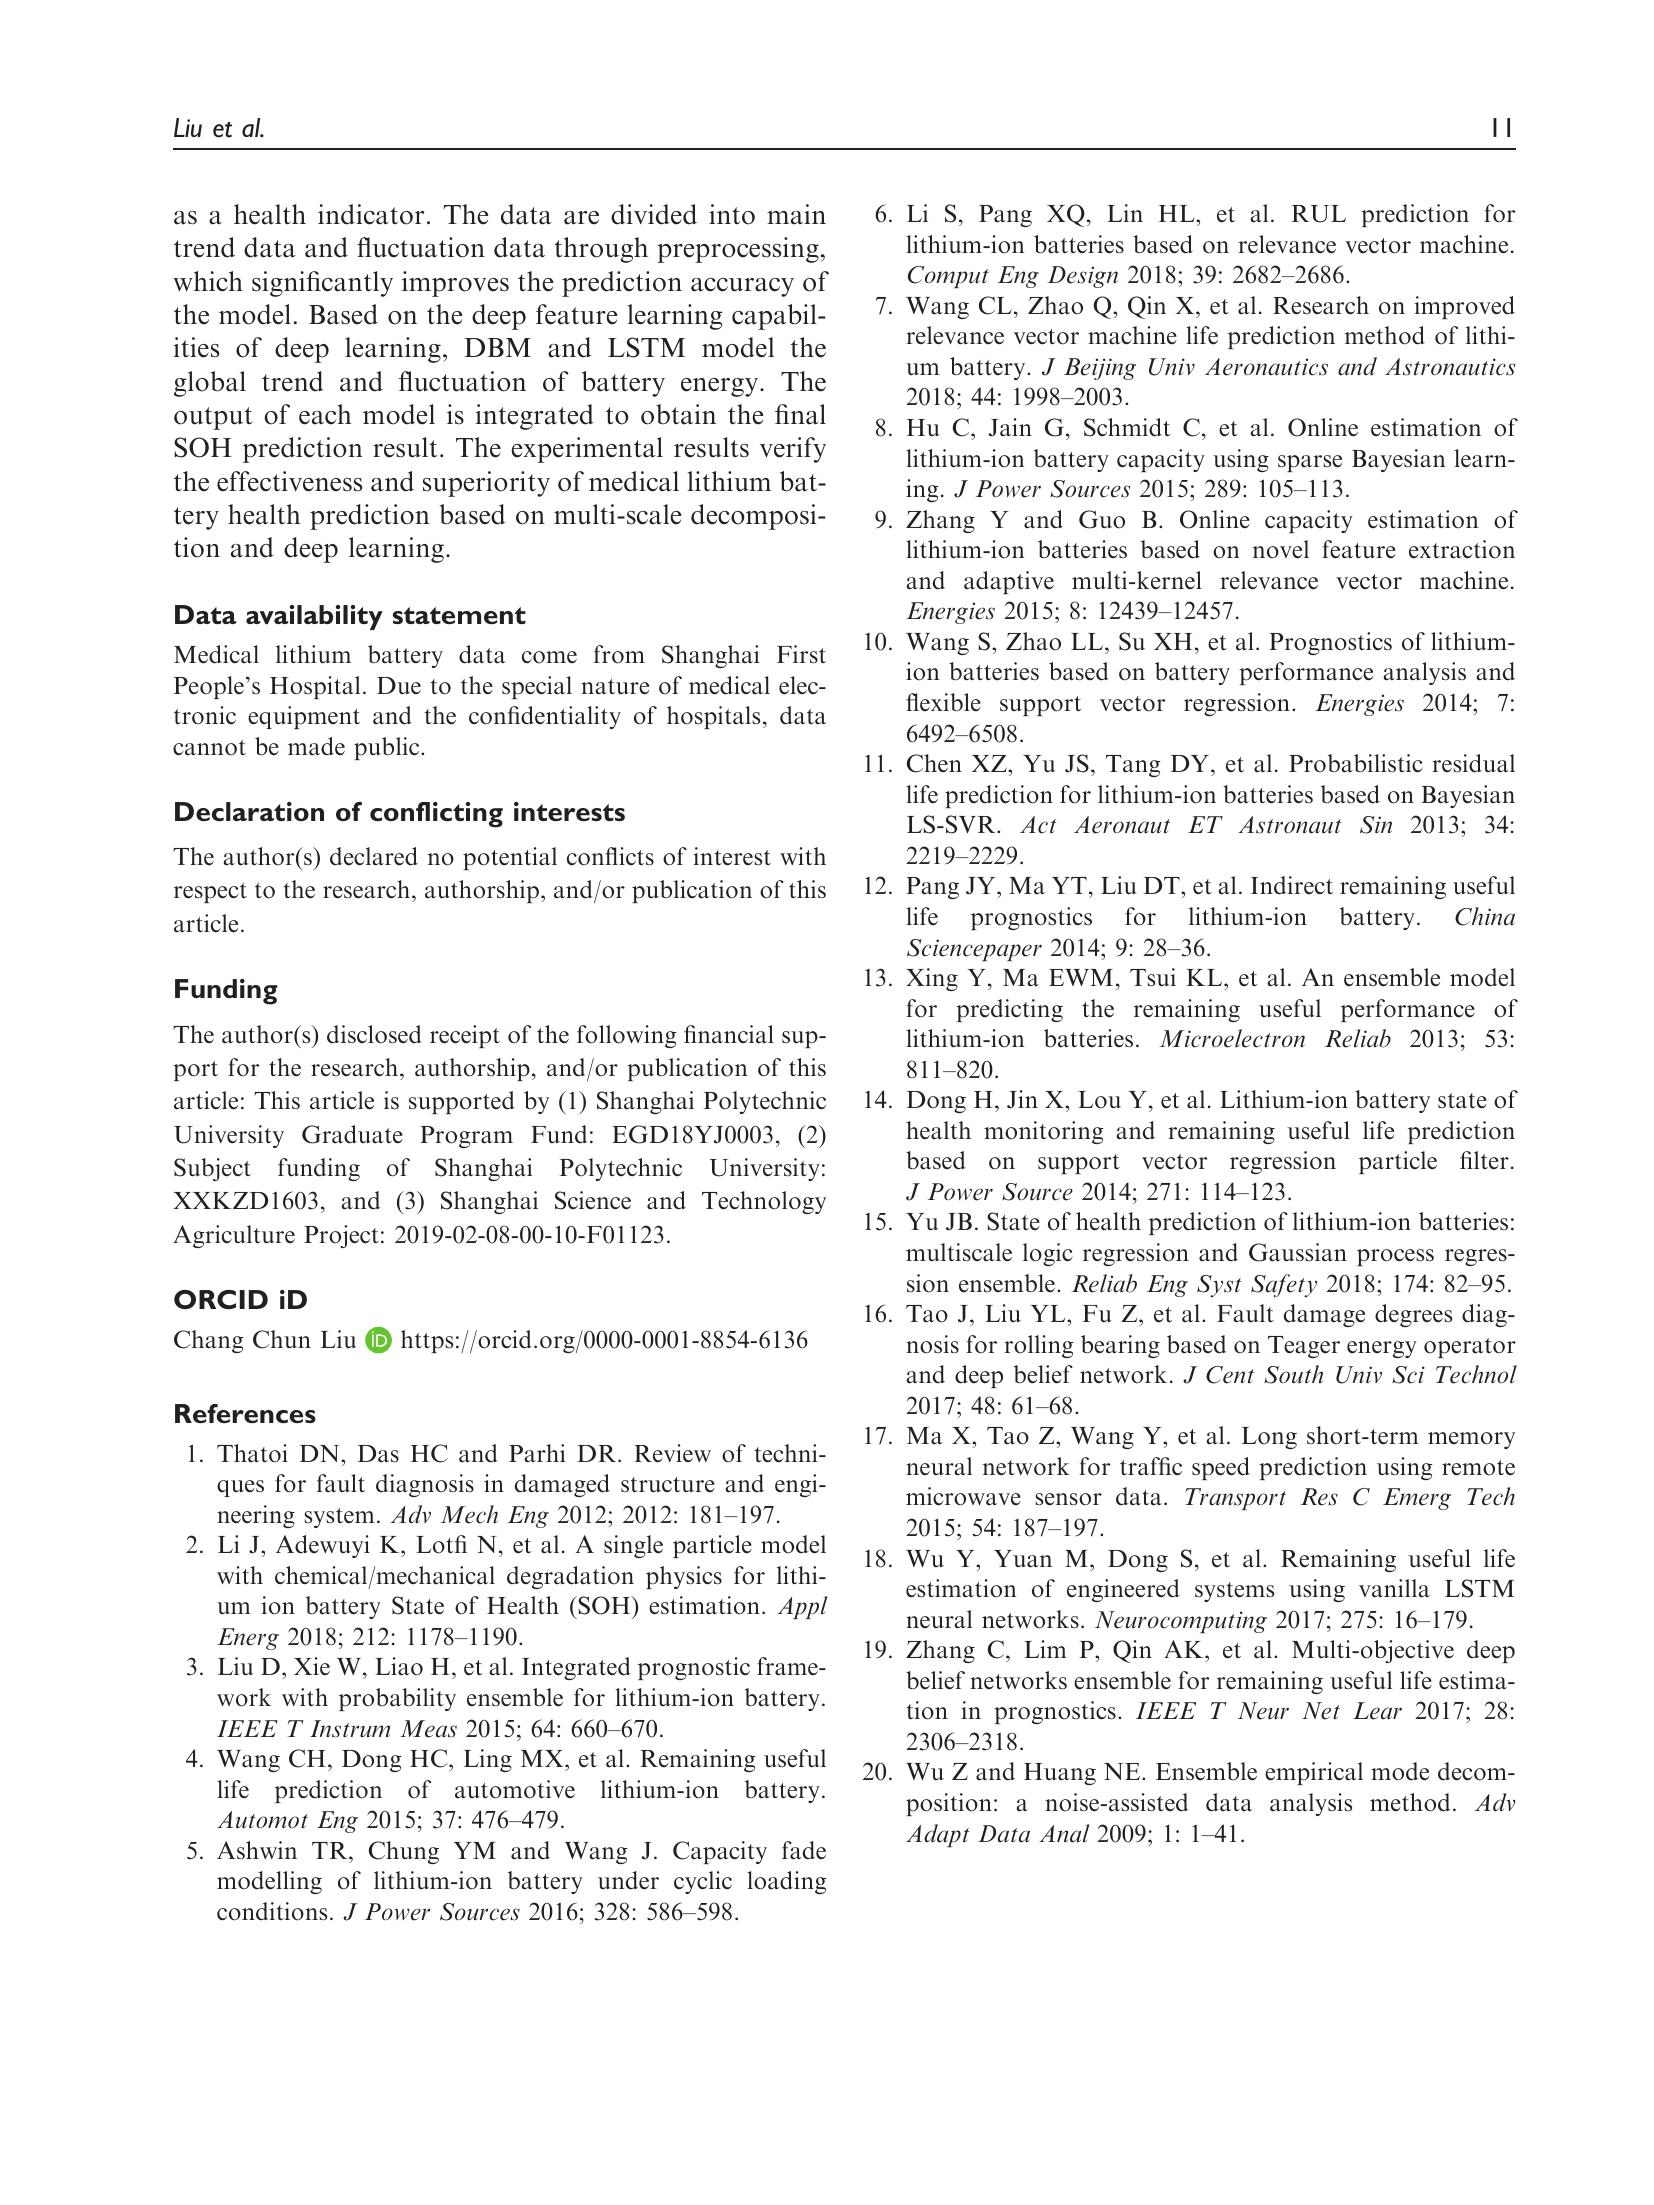 Liu et al.
11
as a health indicator. The data are divided into main
trend data and fluctuation data through preprocessing,
which significantly improves the prediction accuracy of
the model. Based on the deep feature learning capabil-
ities of deep learning, DBM and LSTM model the
global trend and fluctuation of battery energy. The
output of each model is integrated to obtain the final
SOH prediction result. The experimental results verify
the effectiveness and superiority of medical lithium bat-
tery health prediction based on multi-scale decomposi-
tion and deep learning.
Data availability statement
Medical lithium battery data come from Shanghai First
People's Hospital. Due to the special nature of medical elec-
tronic equipment and the confidentiality of hospitals, data
cannot be made public.
Declaration of conflicting interests
The author(s) declared no potential conflicts of interest with
respect to the research, authorship, and/or publication of this
article.
Funding
The author(s) disclosed receipt of the following financial sup-
port for the research, authorship, and/or publication of this
article: This article is supported by (1) Shanghai Polytechnic
University Graduate Program Fund: EGD18YJ0003, (2)
Subject funding of Shanghai Polytechnic University:
XXKZD1603, and (3) Shanghai Science and Technology
Agriculture Project: 2019-02-08-00-10-F01123.
ORCID iD
Chang Chun Liu iD https://orcid.org/0000-0001-8854-6136
References
1. Thatoi DN, Das HC and Parhi DR. Review of techni-
ques for fault diagnosis in damaged structure and engi-
neering system. Adv Mech Eng 2012; 2012: 181–197.
2. Li J, Adewuyi K, Lotfi N, et al. A single particle model
with chemical/mechanical degradation physics for lithi-
um ion battery State of Health (SOH) estimation. Appl
Energ 2018; 212: 1178–1190.
3. Liu D, Xie W, Liao H, et al. Integrated prognostic frame-
work with probability ensemble for lithium-ion battery.
IEEE T Instrum Meas 2015; 64: 660–670.
4. Wang CH, Dong HC, Ling MX, et al. Remaining useful
life prediction of automotive lithium-ion battery.
Automot Eng 2015; 37: 476–479.
5. Ashwin TR, Chung YM and Wang J. Capacity fade
modelling of lithium-ion battery under cyclic loading
conditions. J Power Sources 2016; 328: 586–598.
6. Li S, Pang XQ, Lin HL, et al. RUL prediction for
lithium-ion batteries based on relevance vector machine.
Comput Eng Design 2018; 39: 2682–2686.
7. Wang CL, Zhao Q, Qin X, et al. Research on improved
relevance vector machine life prediction method of lithi-
um battery. J Beijing Univ Aeronautics and Astronautics
2018; 44: 1998–2003.
8. Hu C, Jain G, Schmidt C, et al. Online estimation of
lithium-ion battery capacity using sparse Bayesian learn-
ing. J Power Sources 2015; 289: 105–113.
9. Zhang Y and Guo B. Online capacity estimation of
lithium-ion batteries based on novel feature extraction
and adaptive multi-kernel relevance vector machine.
Energies 2015; 8: 12439–12457.
10. Wang S, Zhao LL, Su XH, et al. Prognostics of lithium-
ion batteries based on battery performance analysis and
flexible support vector regression. Energies 2014; 7:
6492–6508.
11. Chen XZ, Yu JS, Tang DY, et al. Probabilistic residual
life prediction for lithium-ion batteries based on Bayesian
LS-SVR. Act Aeronaut ET Astronaut Sin 2013; 34:
2219–2229.
12. Pang JY, Ma YT, Liu DT, et al. Indirect remaining useful
life prognostics for lithium-ion battery. China
Sciencepaper 2014; 9: 28–36.
13. Xing Y, Ma EWM, Tsui KL, et al. An ensemble model
for predicting the remaining useful performance of
lithium-ion batteries. Microelectron Reliab 2013; 53:
811–820.
14. Dong H, Jin X, Lou Y, et al. Lithium-ion battery state of
health monitoring and remaining useful life prediction
based on support vector regression particle filter.
J Power Source 2014; 271: 114–123.
15. Yu JB. State of health prediction of lithium-ion batteries:
multiscale logic regression and Gaussian process regres-
sion ensemble. Reliab Eng Syst Safety 2018; 174: 82–95.
16. Tao J, Liu YL, Fu Z, et al. Fault damage degrees diag-
nosis for rolling bearing based on Teager energy operator
and deep belief network. J Cent South Univ Sci Technol
2017; 48: 61–68.
17. Ma X, Tao Z, Wang Y, et al. Long short-term memory
neural network for traffic speed prediction using remote
microwave sensor data. Transport Res C Emerg Tech
2015; 54: 187–197.
18. Wu Y, Yuan M, Dong S, et al. Remaining useful life
estimation of engineered systems using vanilla LSTM
neural networks. Neurocomputing 2017; 275: 16–179.
19. Zhang C, Lim P, Qin AK, et al. Multi-objective deep
belief networks ensemble for remaining useful life estima-
tion in prognostics. IEEE T Neur Net Lear 2017; 28:
2306–2318.
20. Wu Z and Huang NE. Ensemble empirical mode decom-
position: a noise-assisted data analysis method. Adv
Adapt Data Anal 2009; 1: 1–41.